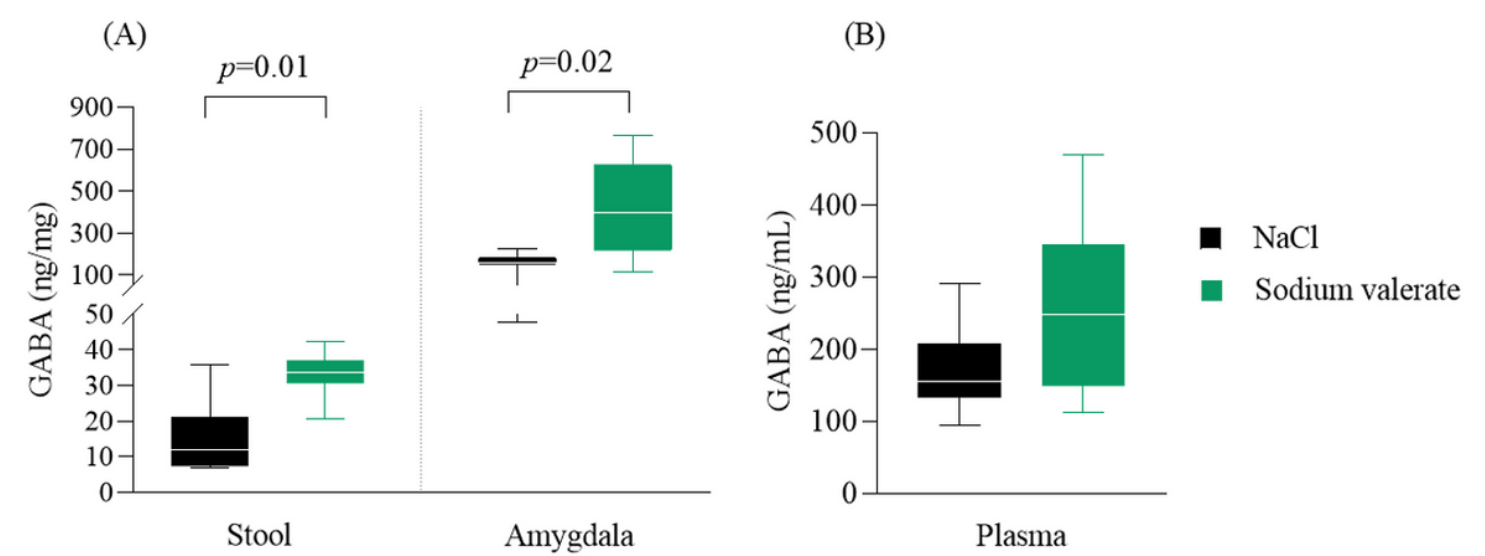 (A)
p=0.01
p=0.02
GABA (ng/mg)
900
700
500
300
100
50
40
30
20
10
0
Stool
Amygdala
(B)
GABA (ng/mL)
500
400
300
200
100
0
Plasma
NaCl
Sodium valerate